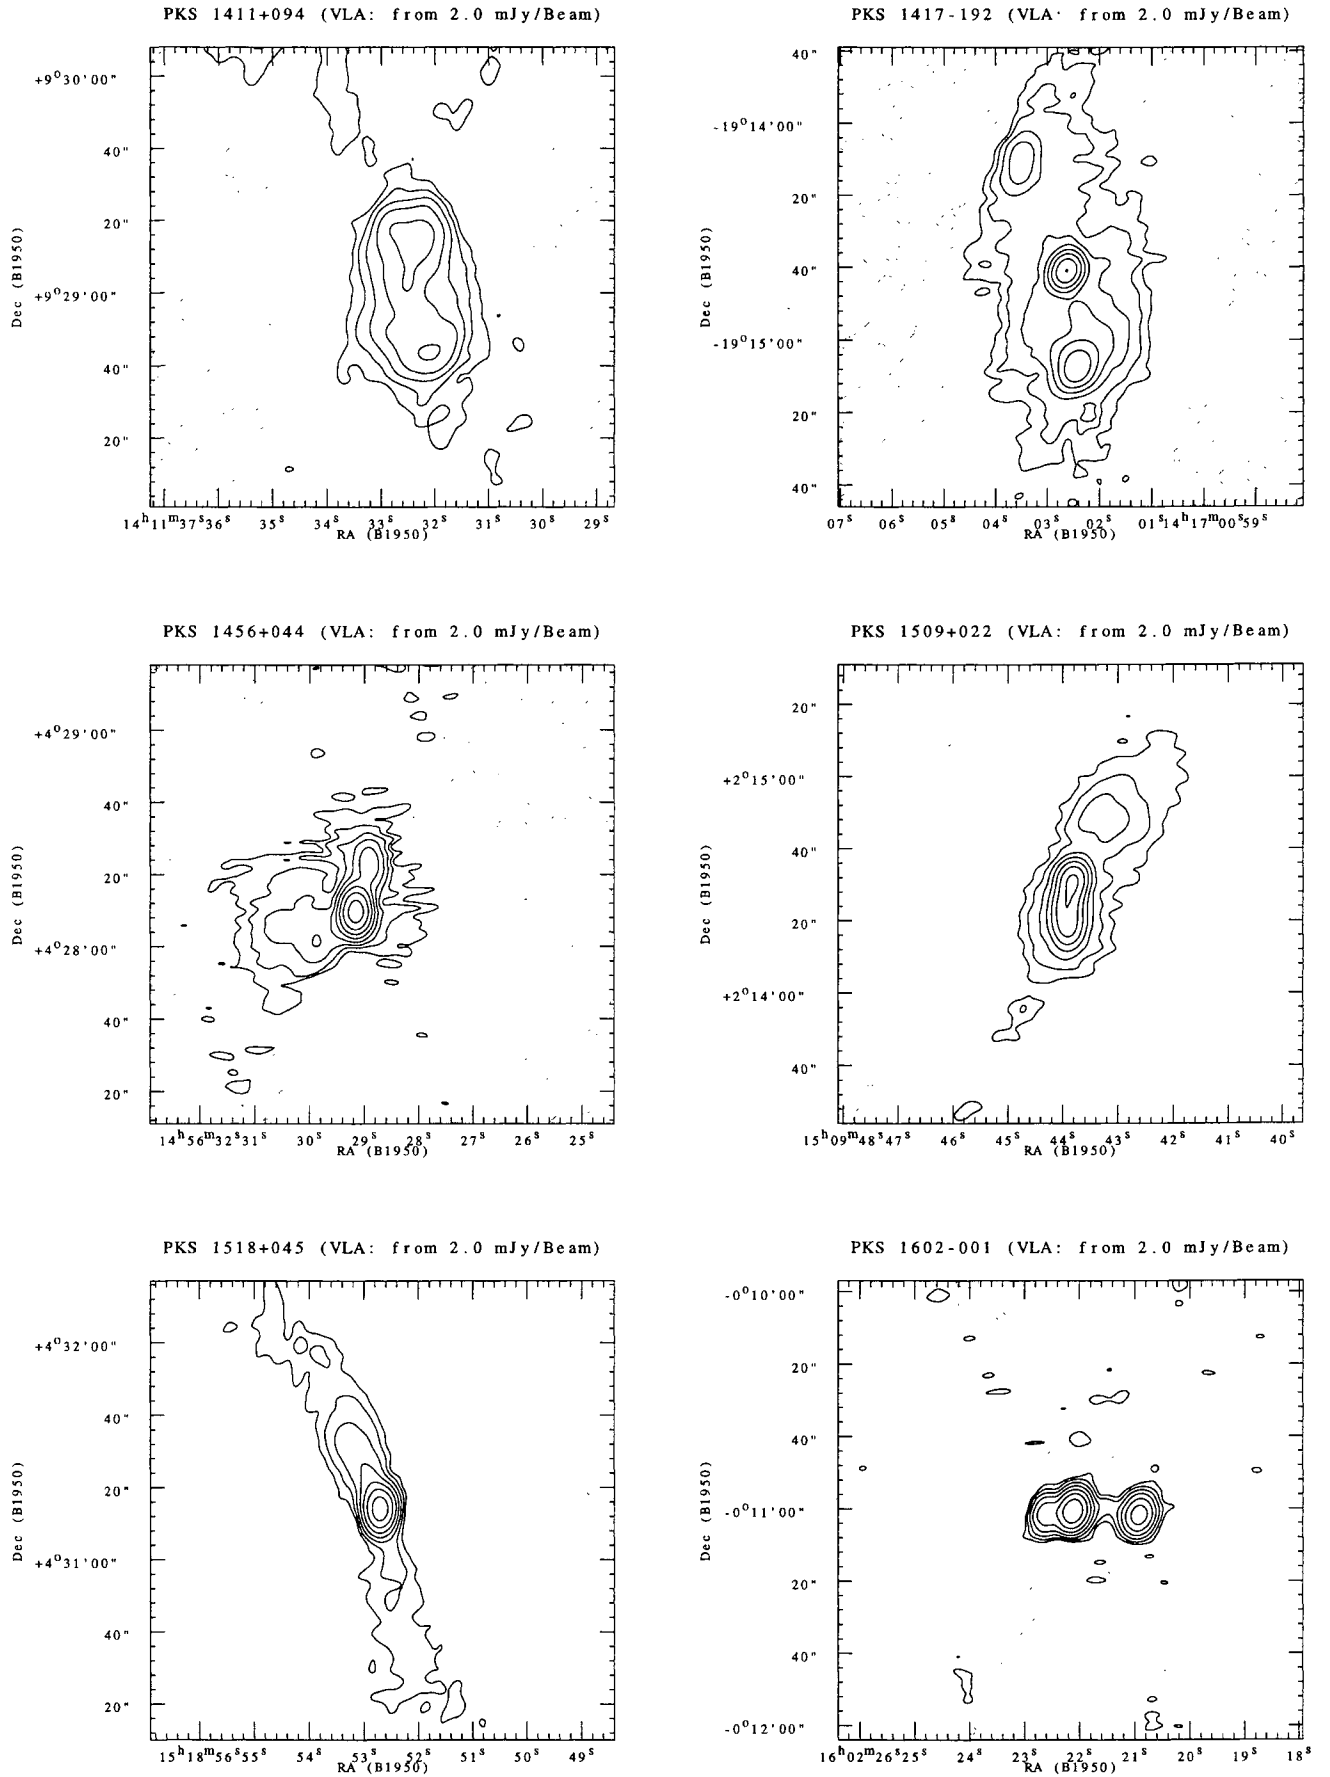 PKS 1411+094 (VLA: from 2.0 mJy/Beam)
+9°30'00"
40"
20"
+9°29'00"
40"
20"
Dec (B1950)
14ʰ11ᵐ37ˢ36ˢ 35ˢ 34ˢ 33ˢ 32ˢ 31ˢ 30ˢ 29ˢ
RA (B1950)
PKS 1417-192 (VLA: from 2.0 mJy/Beam)
40"
-19°14'00"
20"
40"
-19°15'00"
20"
40"
Dec (B1950)
07ˢ 06ˢ 05ˢ 04ˢ 03ˢ 02ˢ 01ˢ14ʰ17ᵐ00ˢ59ˢ
RA (B1950)
PKS 1456+044 (VLA: from 2.0 mJy/Beam)
+4°29'00"
40"
20"
+4°28'00"
40"
20"
Dec (B1950)
14ʰ56ᵐ32ˢ31ˢ 30ˢ 29ˢ 28ˢ 27ˢ 26ˢ 25ˢ
RA (B1950)
PKS 1509+022 (VLA: from 2.0 mJy/Beam)
20"
+2°15'00"
40"
20"
+2°14'00"
40"
Dec (B1950)
15ʰ09ᵐ48ˢ47ˢ 46ˢ 45ˢ 44ˢ 43ˢ 42ˢ 41ˢ 40ˢ
RA (B1950)
PKS 1518+045 (VLA: from 2.0 mJy/Beam)
+4°32'00"
40"
20"
+4°31'00"
40"
20"
Dec (B1950)
15ʰ18ᵐ56ˢ55ˢ 54ˢ 53ˢ 52ˢ 51ˢ 50ˢ 49ˢ
RA (B1950)
PKS 1602-001 (VLA: from 2.0 mJy/Beam)
-0°10'00"
20"
40"
-0°11'00"
20"
40"
-0°12'00"
Dec (B1950)
16ʰ02ᵐ26ˢ25ˢ 24ˢ 23ˢ 22ˢ 21ˢ 20ˢ 19ˢ 18ˢ
RA (B1950)